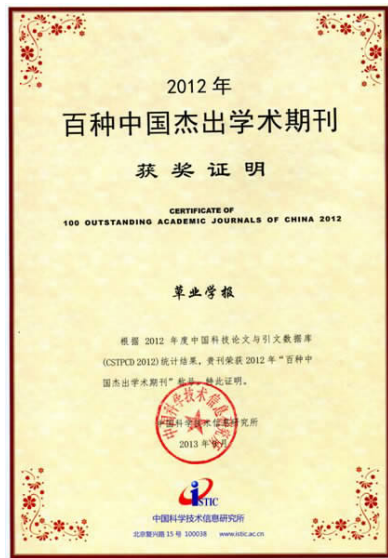 2012 年
百种中国杰出学术期刊
获奖证明
CERTIFICATE OF
100 OUTSTANDING ACADEMIC JOURNALS OF CHINA 2012
草业学报
根据 2012 年度中国科技论文与引文数据库
(CSTPCD 2012)统计结果，贵刊荣获 2012 年“百种中
国杰出学术期刊”称号。特此证明。
中国科学技术信息研究所
2013 年 月
ISTIC
中国科学技术信息研究所
北京复兴路 15 号 100038 www.istic.ac.cn